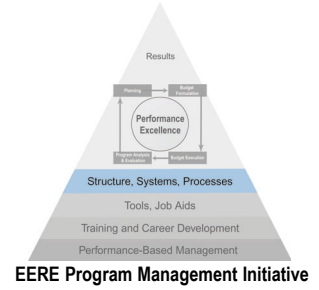 Results
Planning
Budget
Formulation
Performance
Excellence
Program Analysis
& Evaluation
Budget Execution
Structure, Systems, Processes
Tools, Job Aids
Training and Career Development
Performance-Based Management
EERE Program Management Initiative